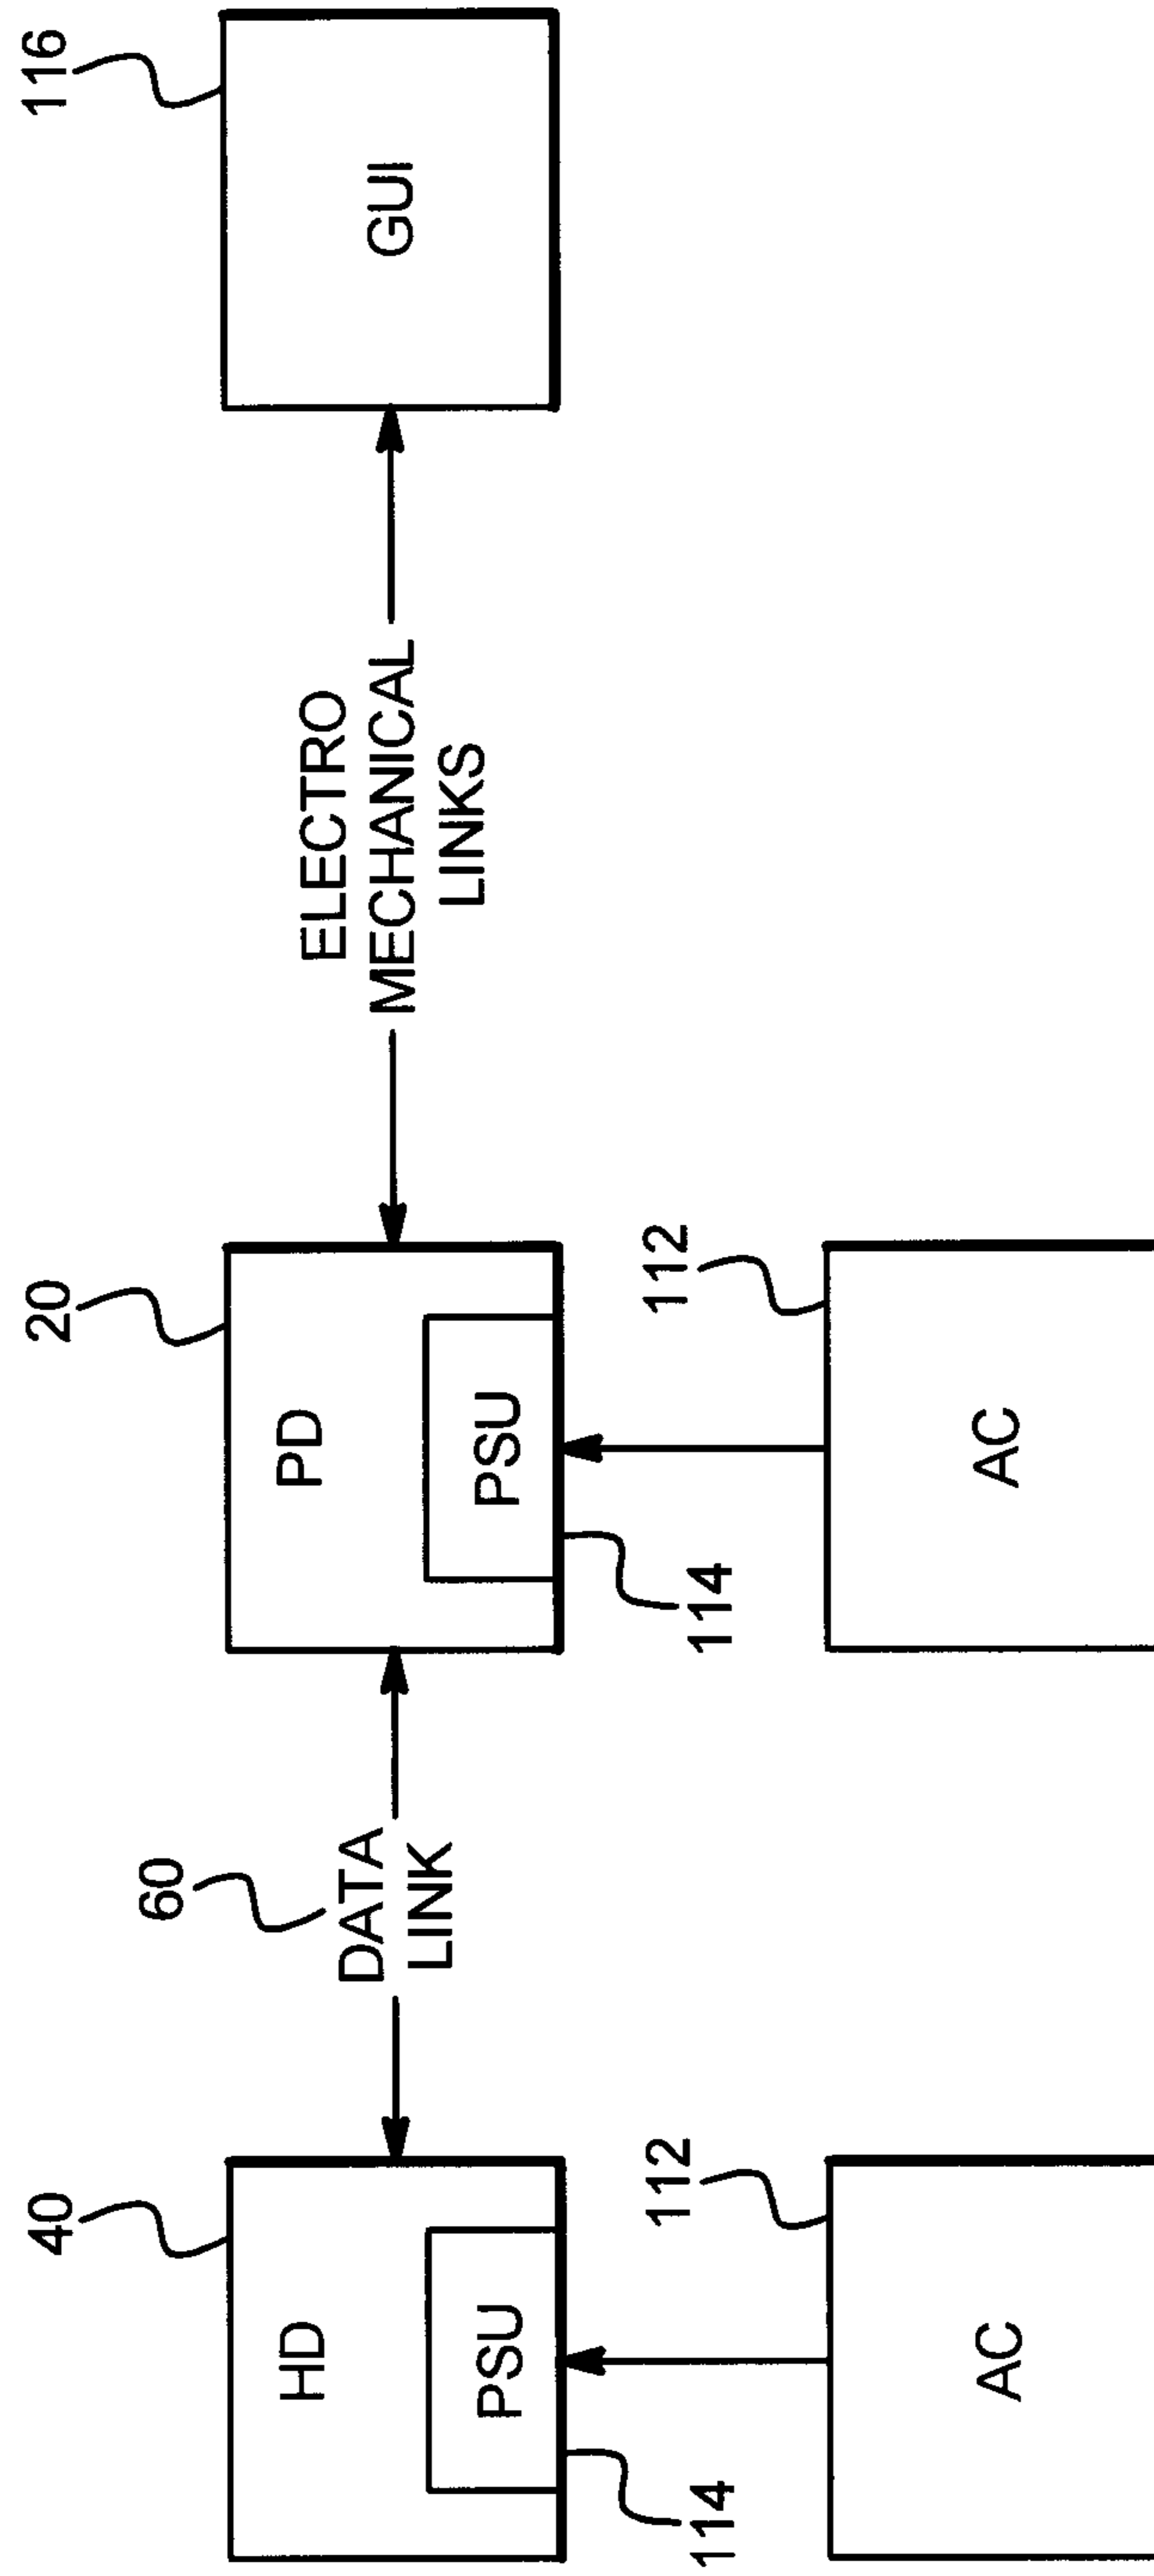 40
HD
PSU
114
112
AC
60
DATA
LINK
20
PD
PSU
114
112
AC
ELECTRO
MECHANICAL
LINKS
116
GUI